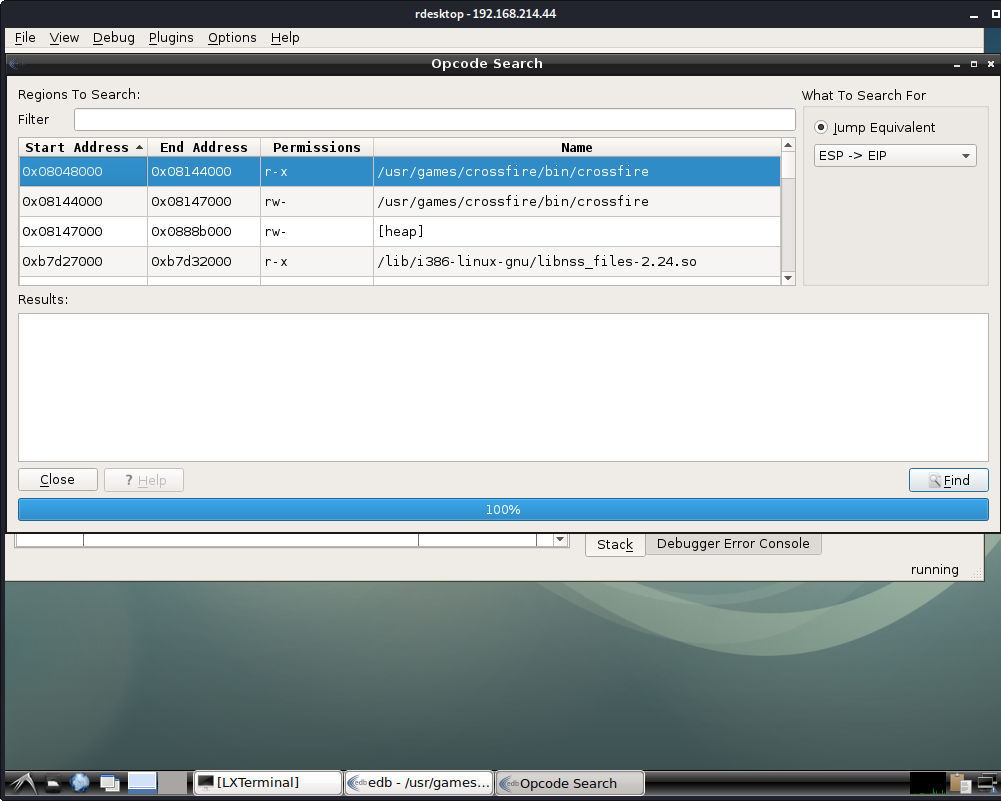 rdesktop - 192.168.214.44
File View Debug Plugins Options Help
Opcode Search
Regions To Search:
What To Search For
Filter
Jump Equivalent
ESP -> EIP
Start Address End Address Permissions Name
0x08048000 0x08144000 r-x /usr/games/crossfire/bin/crossfire
0x08144000 0x08147000 rw- /usr/games/crossfire/bin/crossfire
0x08147000 0x0888b000 rw- [heap]
0xb7d27000 0xb7d32000 r-x /lib/i386-linux-gnu/libnss_files-2.24.so
Results:
Close ? Help Find
100%
Stack Debugger Error Console
running
[LXTerminal] edb - /usr/games... Opcode Search